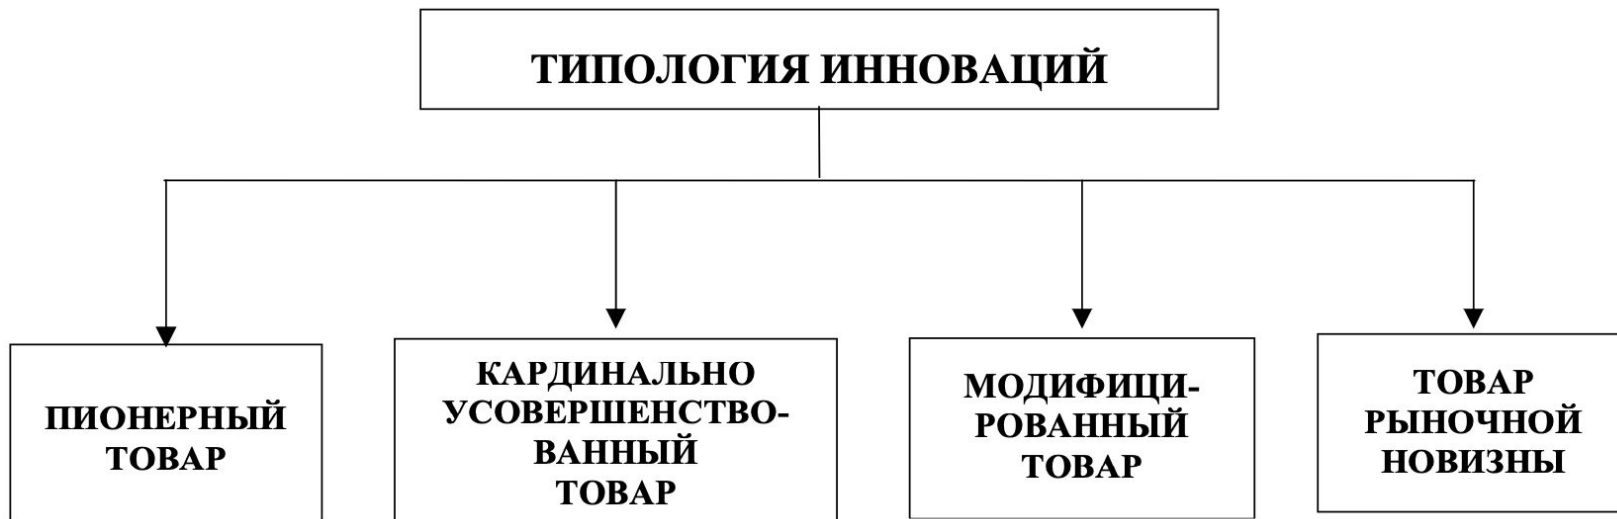 ТИПОЛОГИЯ ИННОВАЦИЙ
ПИОНЕРНЫЙ
ТОВАР
КАРДИНАЛЬНО
УСОВЕРШЕНСТВО-
ВАННЫЙ
ТОВАР
МОДИФИЦИ-
РОВАННЫЙ
ТОВАР
ТОВАР
РЫНОЧНОЙ
НОВИЗНЫ